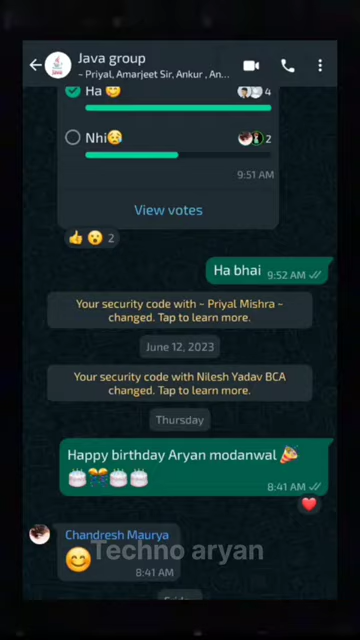 Java group
~ Priyal, Amarjeet Sir, Ankur , An...
Ha😊 4
Nhi😟 2
9:51 AM
View votes
👍😮 2
Ha bhai 9:52 AM
Your security code with ~ Priyal Mishra ~
changed. Tap to learn more.
June 12, 2023
Your security code with Nilesh Yadav BCA
changed. Tap to learn more.
Thursday
Happy birthday Aryan modanwal 🎉
🎂🎊🎂🎂
8:41 AM
❤️
Chandresh Maurya
Techno aryan
😊
8:41 AM